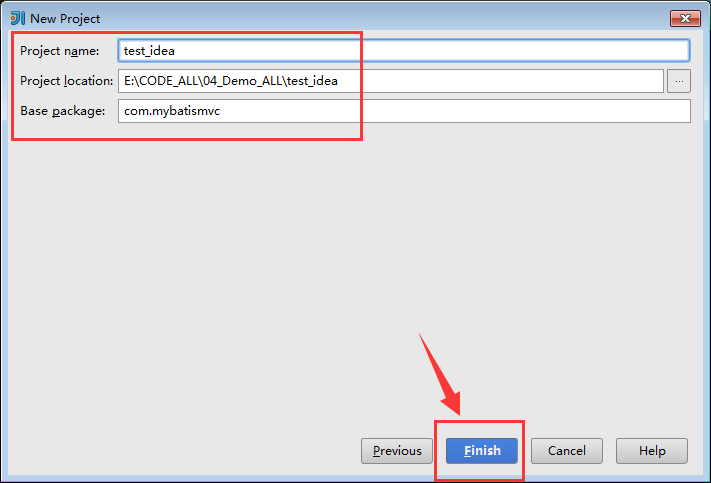 New Project
Project name: test_idea
Project location: E:\CODE_ALL\04_Demo_ALL\test_idea ...
Base package: com.mybatismvc
Previous Finish Cancel Help